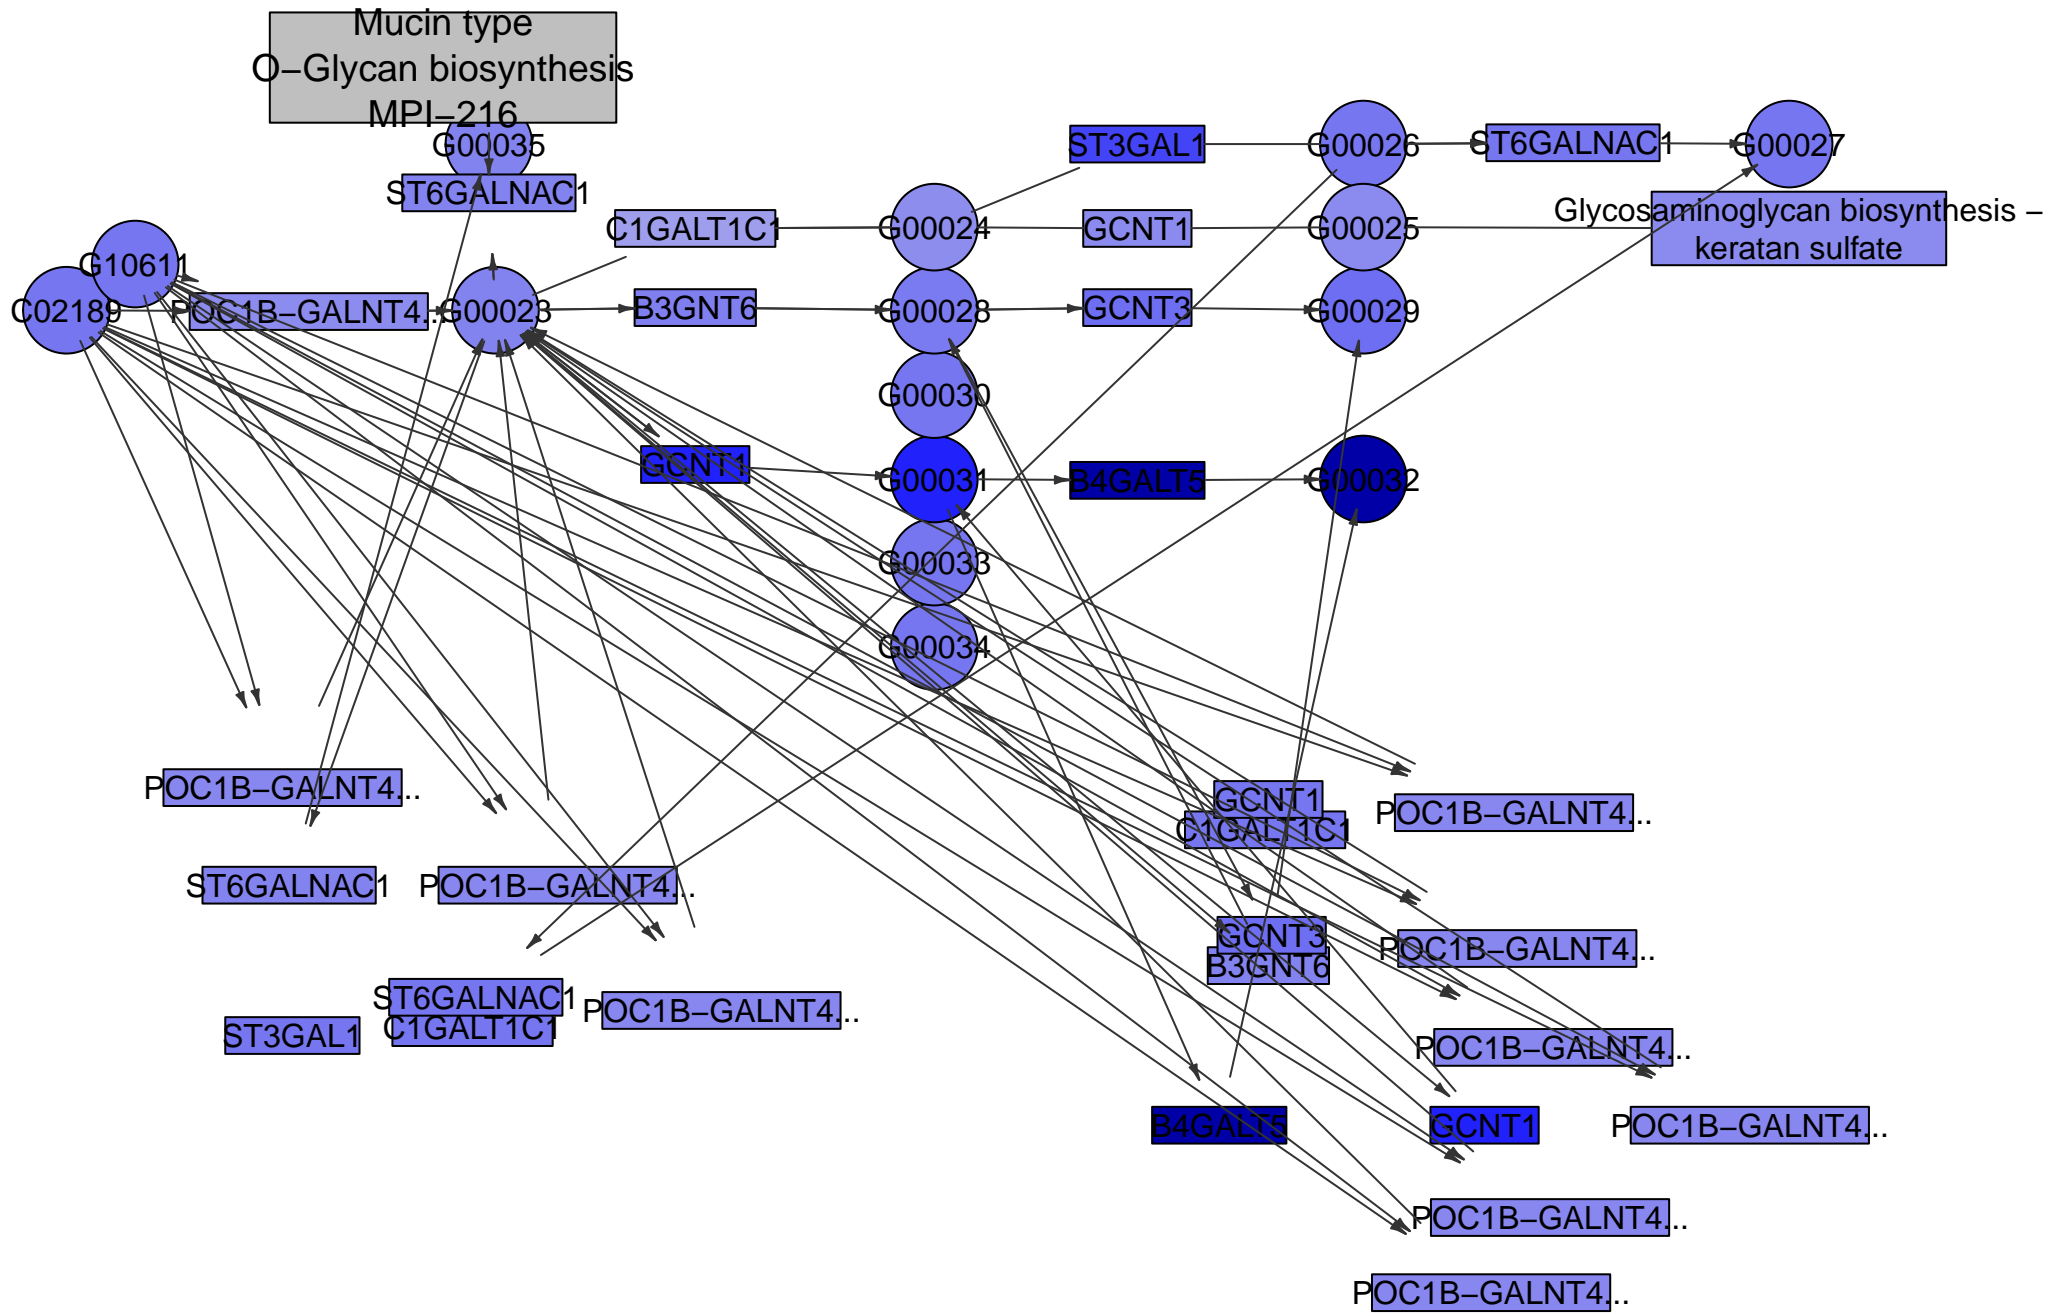 Mucin type
O−Glycan biosynthesis
MPI−216
G00035
ST3GAL1
G00026
ST6GALNAC1
G00027
ST6GALNAC1
C1GALT1C1
G00024
GCNT1
G00025
Glycosaminoglycan biosynthesis −
keratan sulfate
G10611
C02189
POC1B−GALNT4...
G00023
B3GNT6
G00028
GCNT3
G00029
G00030
GCNT1
G00031
B4GALT5
G00032
G00033
G00034
POC1B−GALNT4...
GCNT1
POC1B−GALNT4...
C1GALT1C1
ST6GALNAC1
POC1B−GALNT4...
GCNT3
POC1B−GALNT4...
B3GNT6
ST6GALNAC1
POC1B−GALNT4...
C1GALT1C1
ST3GAL1
POC1B−GALNT4...
B4GALT5
GCNT1
POC1B−GALNT4...
POC1B−GALNT4...
POC1B−GALNT4...